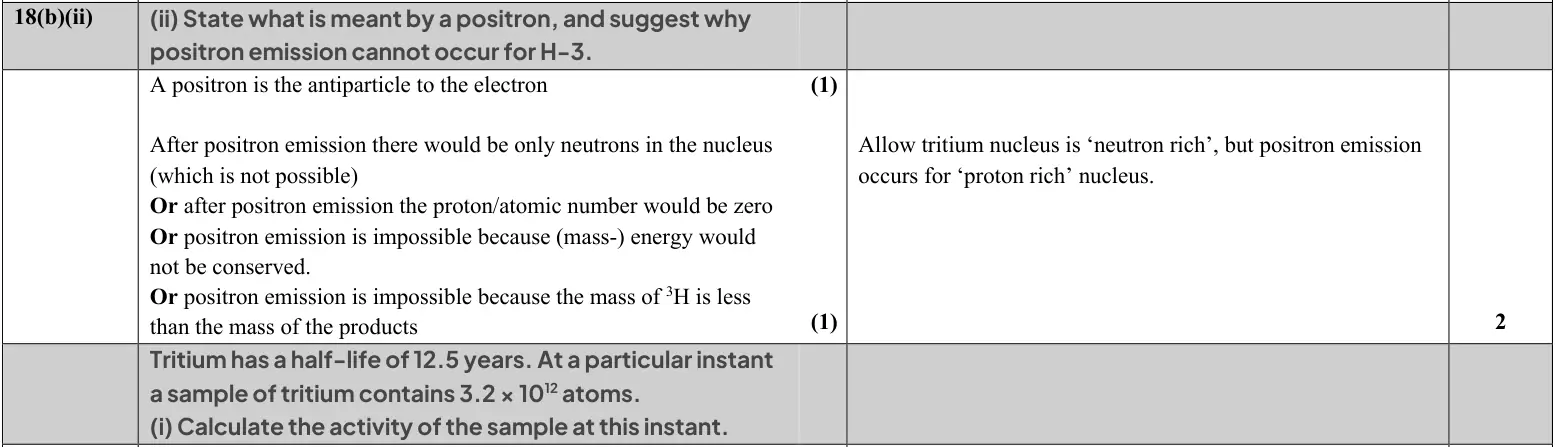 18(b)(ii)
(ii) State what is meant by a positron, and suggest why
positron emission cannot occur for H-3.
A positron is the antiparticle to the electron (1)
After positron emission there would be only neutrons in the nucleus
(which is not possible)
Or after positron emission the proton/atomic number would be zero
Or positron emission is impossible because (mass-) energy would
not be conserved.
Or positron emission is impossible because the mass of ³H is less
than the mass of the products (1)
Allow tritium nucleus is ‘neutron rich’, but positron emission
occurs for ‘proton rich’ nucleus.
2
Tritium has a half-life of 12.5 years. At a particular instant
a sample of tritium contains 3.2 × 10¹² atoms.
(i) Calculate the activity of the sample at this instant.